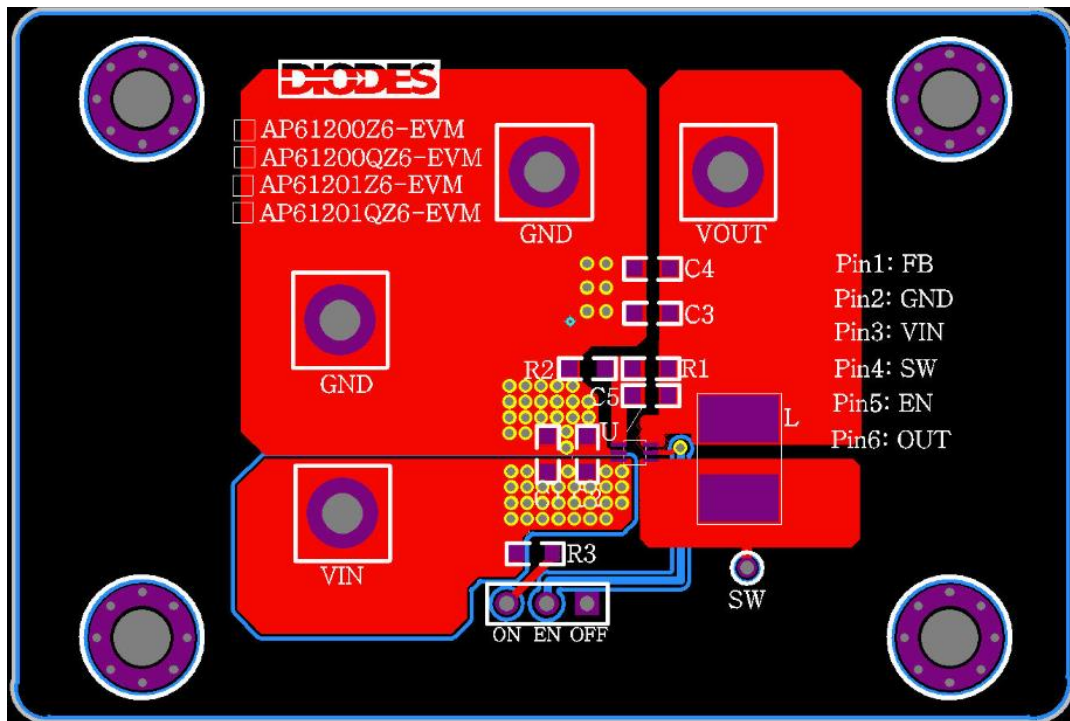 DIODES
AP61200Z6-EVM
AP61200QZ6-EVM
AP61201Z6-EVM
AP61201QZ6-EVM
GND
VOUT
C4
C3
GND
R2
R1
C5
U
L
Pin1: FB
Pin2: GND
Pin3: VIN
Pin4: SW
Pin5: EN
Pin6: OUT
VIN
R3
SW
ON EN OFF